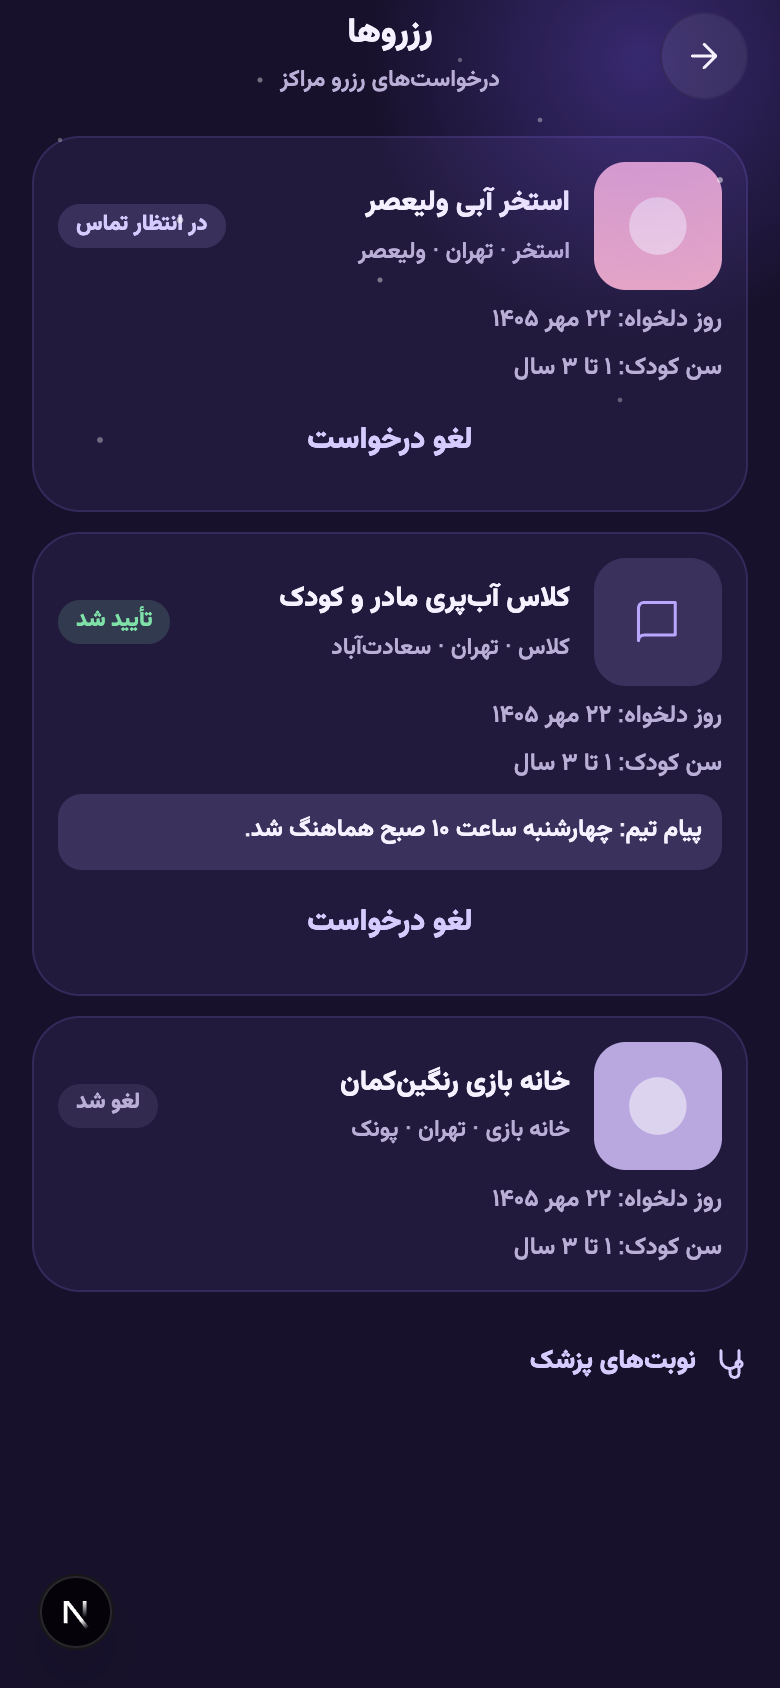 رزروها
درخواست‌های رزرو مراکز
استخر آبی ولیعصر
در انتظار تماس
استخر · تهران · ولیعصر
روز دلخواه: ۲۲ مهر ۱۴۰۵
سن کودک: ۱ تا ۳ سال
لغو درخواست
کلاس آب‌پری مادر و کودک
تأیید شد
کلاس · تهران · سعادت‌آباد
روز دلخواه: ۲۲ مهر ۱۴۰۵
سن کودک: ۱ تا ۳ سال
پیام تیم: چهارشنبه ساعت ۱۰ صبح هماهنگ شد.
لغو درخواست
خانه بازی رنگین‌کمان
لغو شد
خانه بازی · تهران · پونک
روز دلخواه: ۲۲ مهر ۱۴۰۵
سن کودک: ۱ تا ۳ سال
نوبت‌های پزشک
N